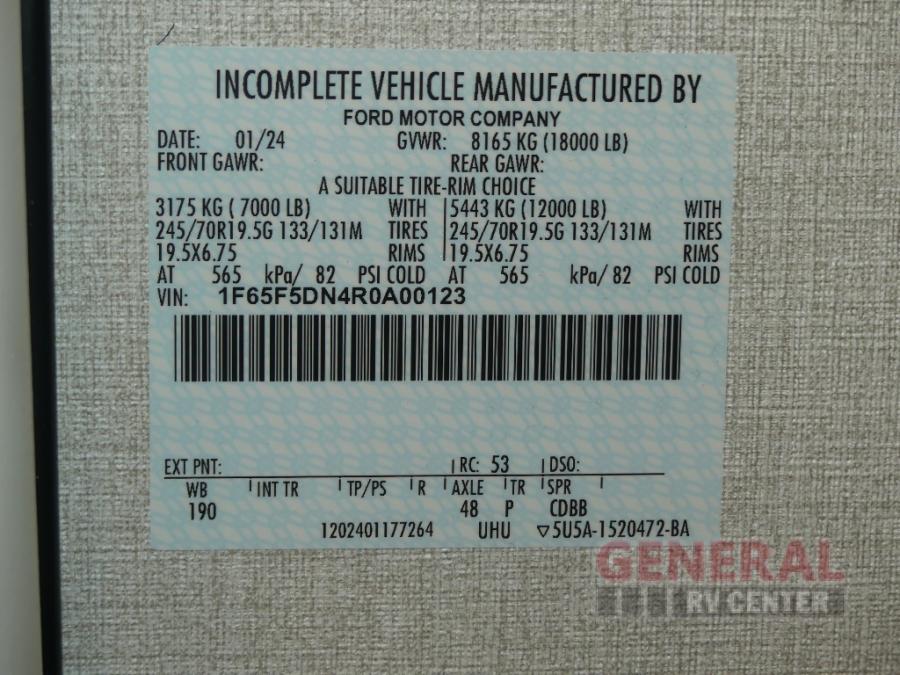 INCOMPLETE VEHICLE MANUFACTURED BY
FORD MOTOR COMPANY
DATE: 01/24 GVWR: 8165 KG (18000 LB)
FRONT GAWR: REAR GAWR:
A SUITABLE TIRE-RIM CHOICE
3175 KG ( 7000 LB) WITH 5443 KG (12000 LB) WITH
245/70R19.5G 133/131M TIRES 245/70R19.5G 133/131M TIRES
19.5X6.75 RIMS 19.5X6.75 RIMS
AT 565 kPa/ 82 PSI COLD AT 565 kPa/ 82 PSI COLD
VIN: 1F65F5DN4R0A00123
EXT PNT: RC: 53 DSO:
WB INT TR TP/PS R AXLE TR SPR
190 48 P CDBB
1202401177264 UHU ▽5U5A-1520472-BA
GENERAL
RV CENTER